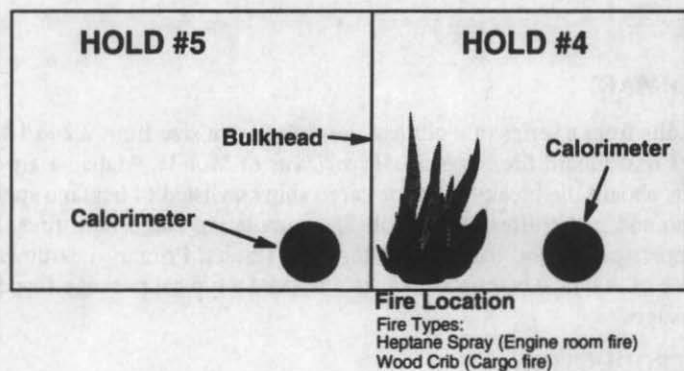 HOLD #5
HOLD #4
Bulkhead
Calorimeter
Calorimeter
Fire Location
Fire Types:
Heptane Spray (Engine room fire)
Wood Crib (Cargo fire)